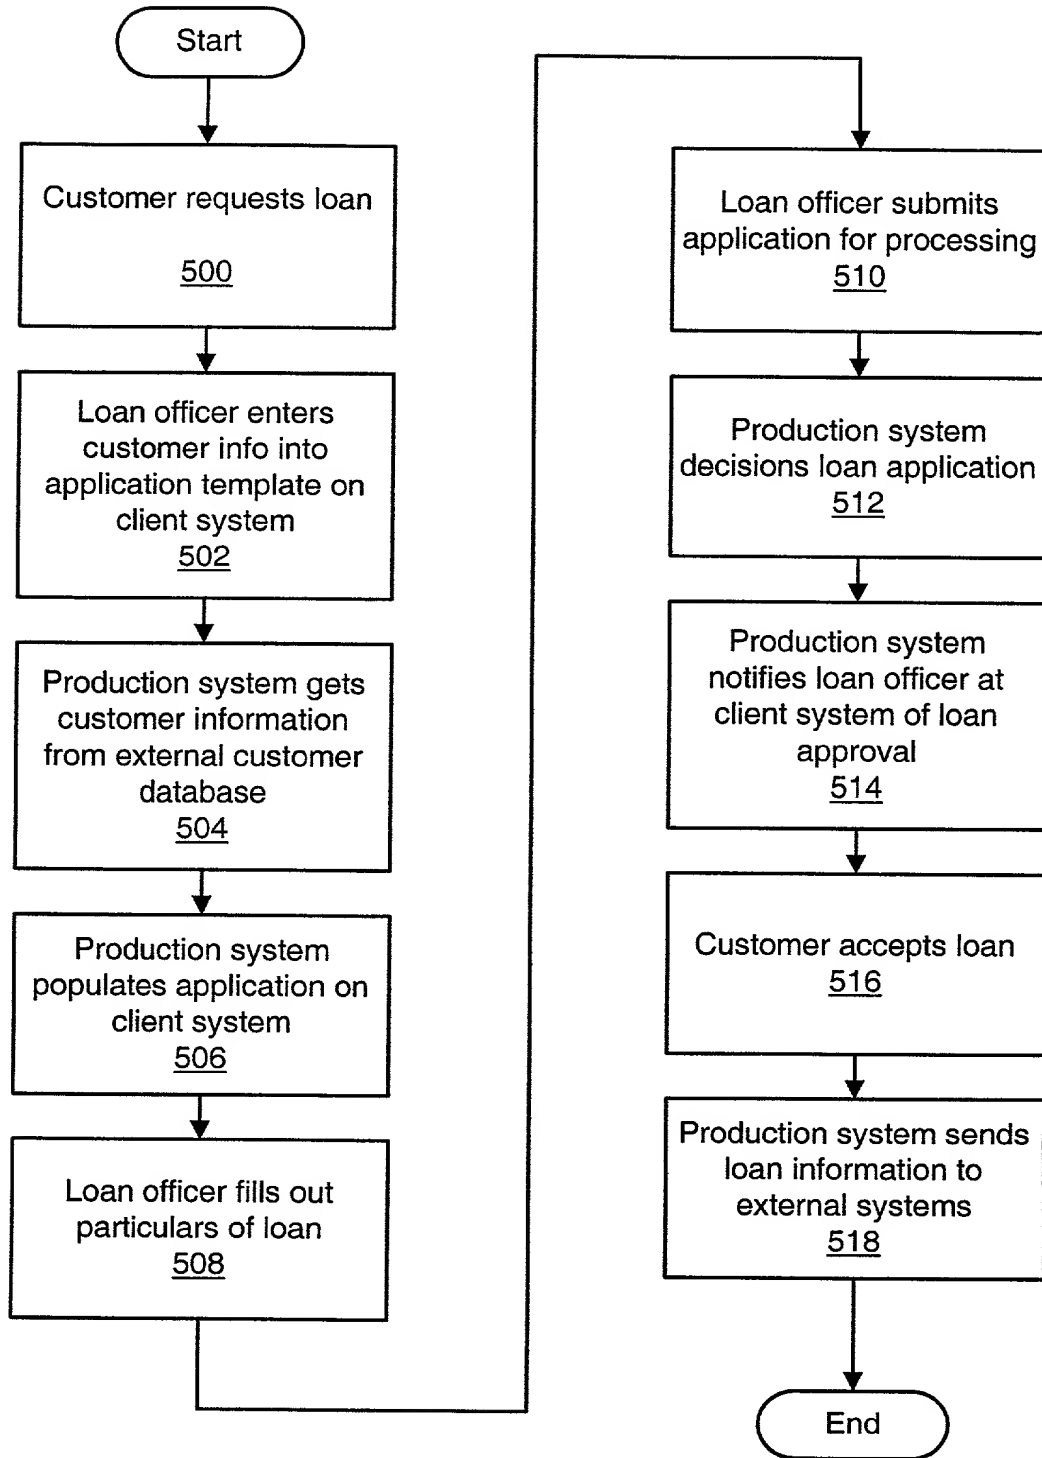 Start
Customer requests loan
500
Loan officer enters
customer info into
application template on
client system
502
Production system gets
customer information
from external customer
database
504
Production system
populates application on
client system
506
Loan officer fills out
particulars of loan
508
Loan officer submits
application for processing
510
Production system
decisions loan application
512
Production system
notifies loan officer at
client system of loan
approval
514
Customer accepts loan
516
Production system sends
loan information to
external systems
518
End